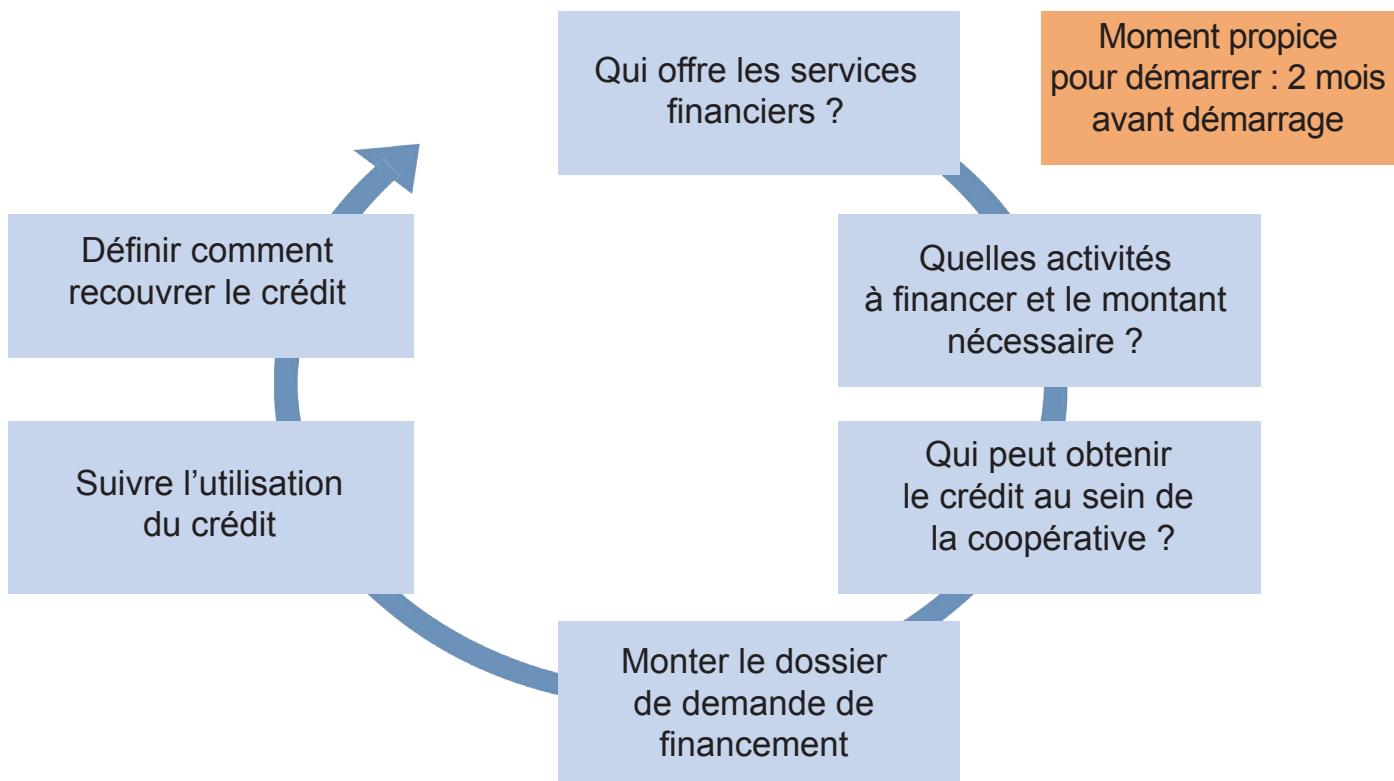 Qui offre les services
financiers ?
Moment propice
pour démarrer : 2 mois
avant démarrage
Quelles activités
à financer et le montant
nécessaire ?
Qui peut obtenir
le crédit au sein de
la coopérative ?
Monter le dossier
de demande de
financement
Suivre l’utilisation
du crédit
Définir comment
recouvrer le crédit